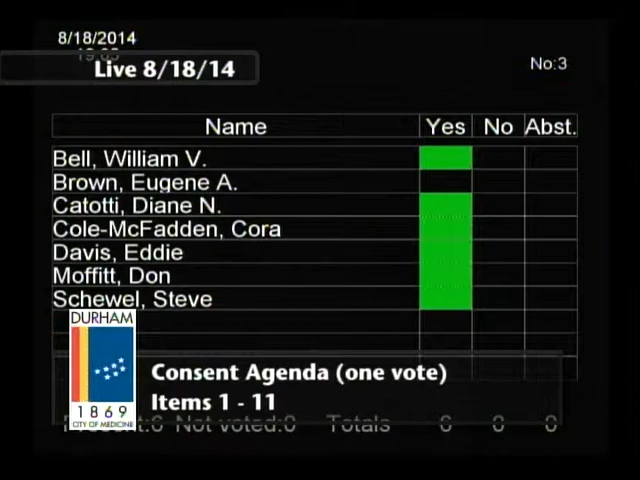 8/18/2014
Live 8/18/14
No:3
Name Yes No Abst.
Bell, William V.
Brown, Eugene A.
Catotti, Diane N.
Cole-McFadden, Cora
Davis, Eddie
Moffitt, Don
Schewel, Steve
DURHAM
1869
CITY OF MEDICINE
Consent Agenda (one vote)
Items 1 - 11
Not voted:0 Totals 6 0 0